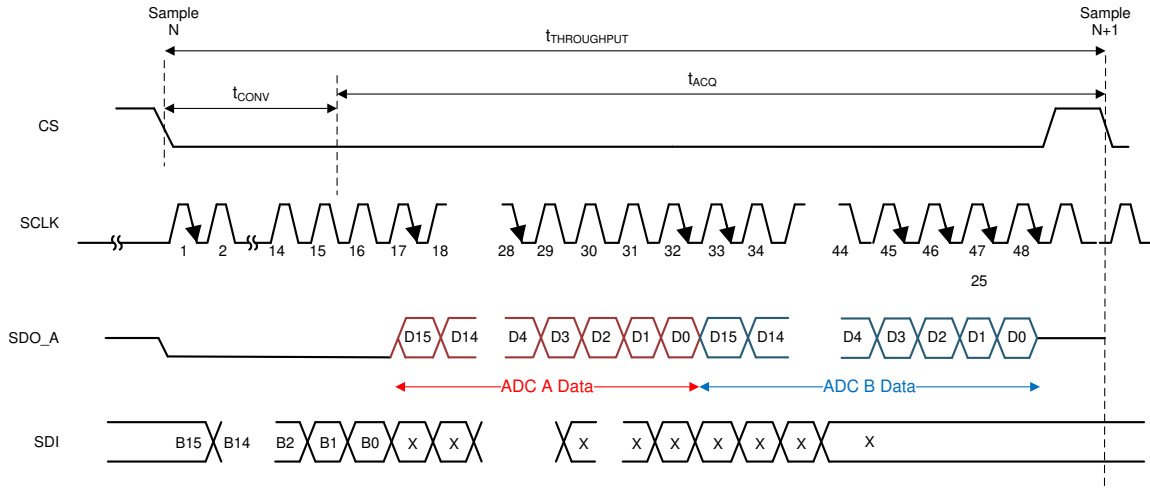 Sample Sample
N N+1
tTHROUGHPUT
tCONV tACQ
CS
SCLK
1 2 14 15 16 17 18 28 29 30 31 32 33 34 44 45 46 47 48
25
SDO_A D15 D14 D4 D3 D2 D1 D0 D15 D14 D4 D3 D2 D1 D0
ADC A Data ADC B Data
SDI B15 B14 B2 B1 B0 X X X X X X X X X